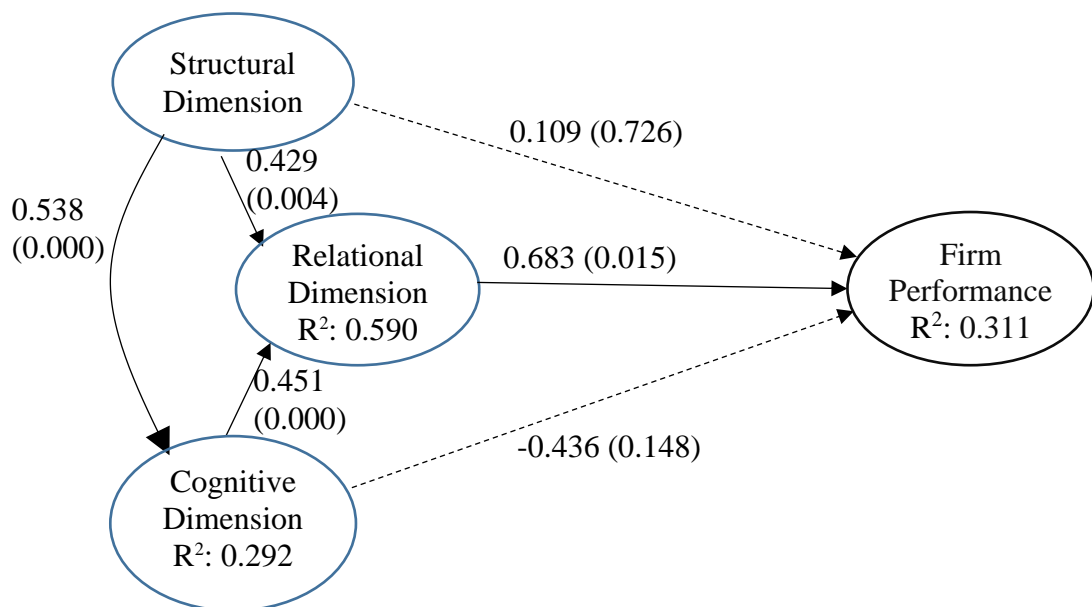 Structural
Dimension
0.109 (0.726)
0.429
(0.004)
0.538
(0.000)
Relational
Dimension
R²: 0.590
0.683 (0.015)
Firm
Performance
R²: 0.311
0.451
(0.000)
-0.436 (0.148)
Cognitive
Dimension
R²: 0.292